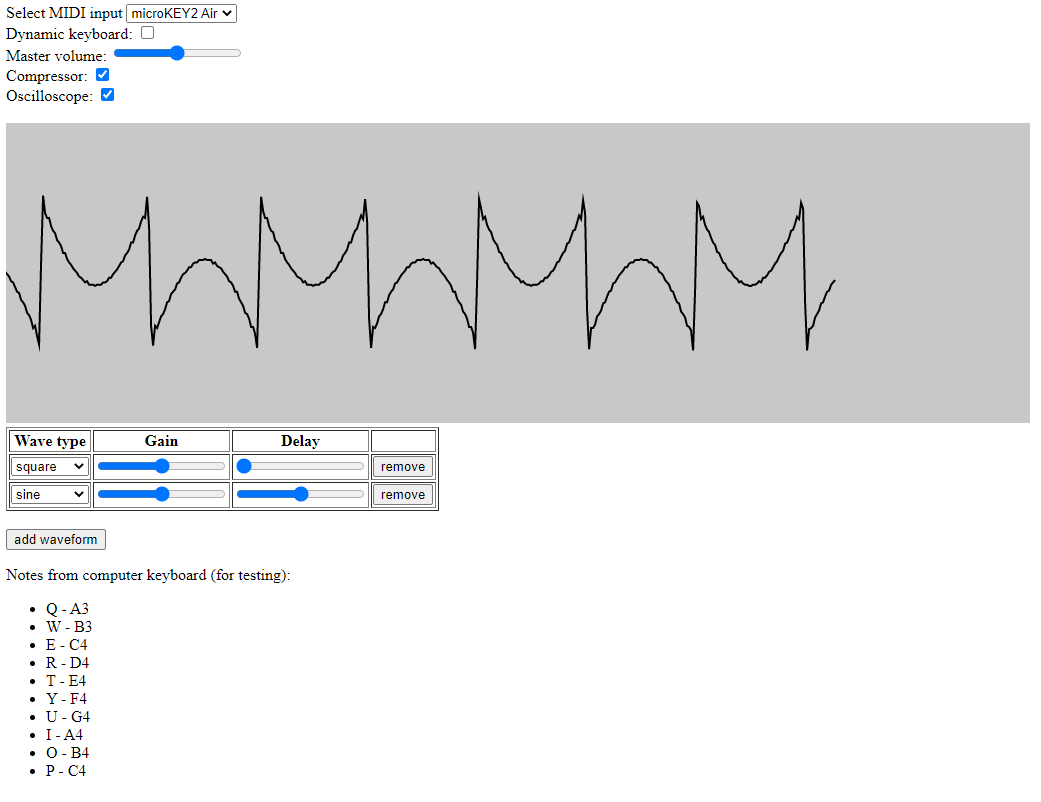 Select MIDI input microKEY2 Air
Dynamic keyboard:
Master volume:
Compressor:
Oscilloscope:
Wave type Gain Delay
square remove
sine remove
add waveform
Notes from computer keyboard (for testing):
Q - A3
W - B3
E - C4
R - D4
T - E4
Y - F4
U - G4
I - A4
O - B4
P - C4